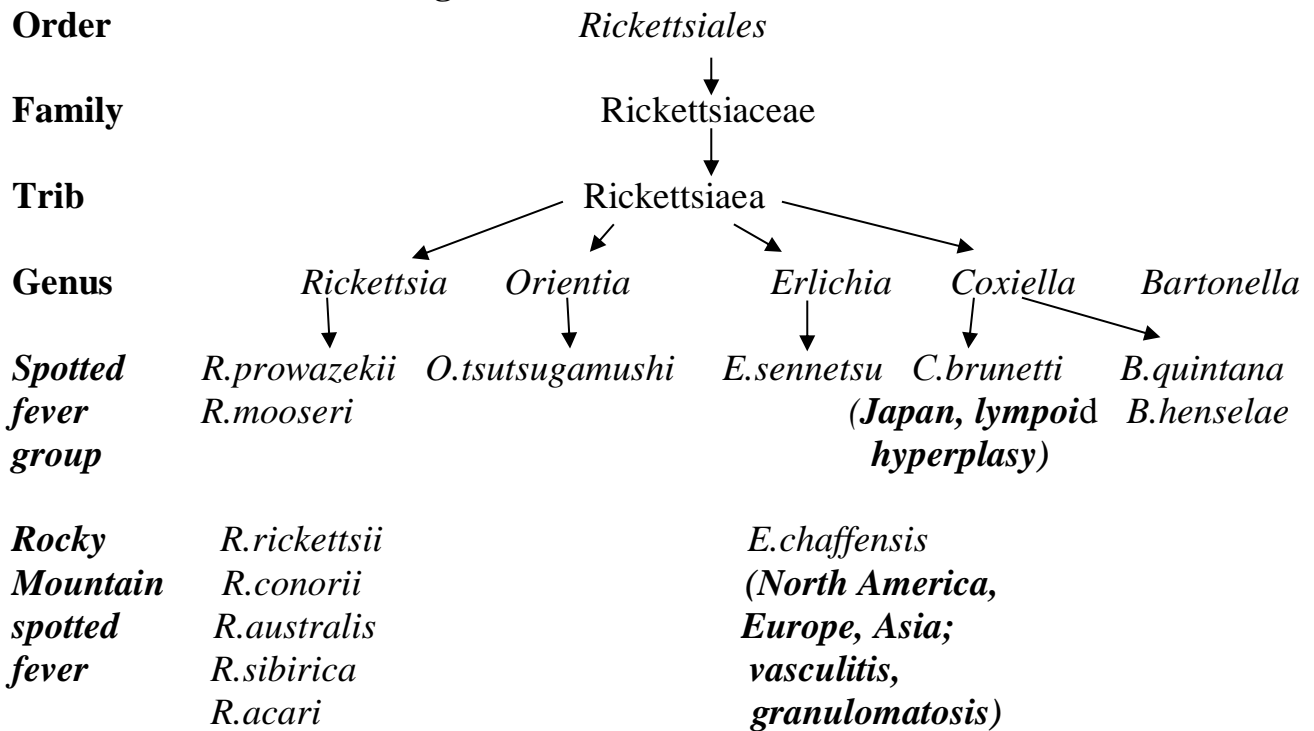 Order Rickettsiales
Family Rickettsiaceae
Trib Rickettsiaea
Genus Rickettsia Orientia Erlichia Coxiella Bartonella
Spotted R.prowazekii O.tsutsugamushi E.sennetsu C.brunetti B.quintana
fever R.mooseri (Japan, lympoid B.henselae
group hyperplasy)
Rocky R.rickettsii E.chaffensis
Mountain R.conorii (North America,
spotted R.australis Europe, Asia;
fever R.sibirica vasculitis,
R.acari granulomatosis)